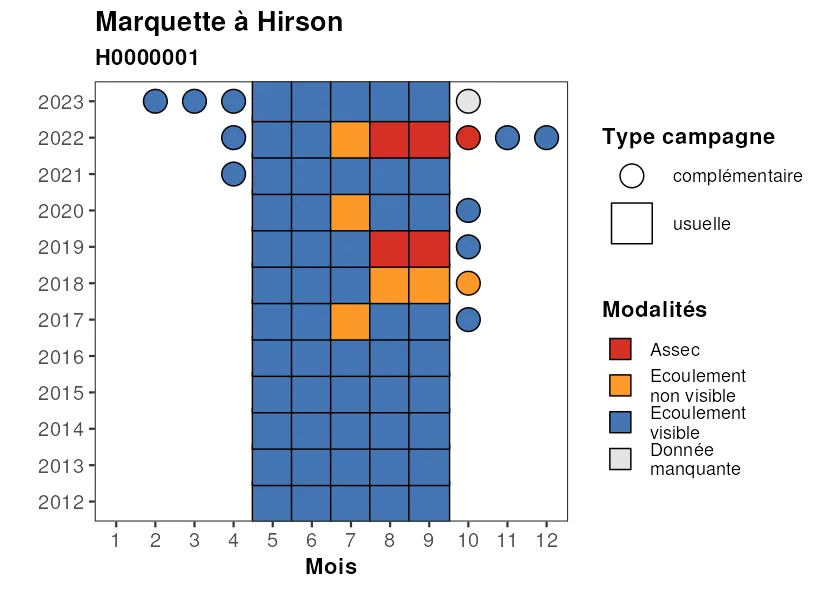 Marquette à Hirson
H0000001
2023
2022
2021
2020
2019
2018
2017
2016
2015
2014
2013
2012
1 2 3 4 5 6 7 8 9 10 11 12
Mois
Type campagne
complémentaire
usuelle
Modalités
Assec
Ecoulement
non visible
Ecoulement
visible
Donnée
manquante